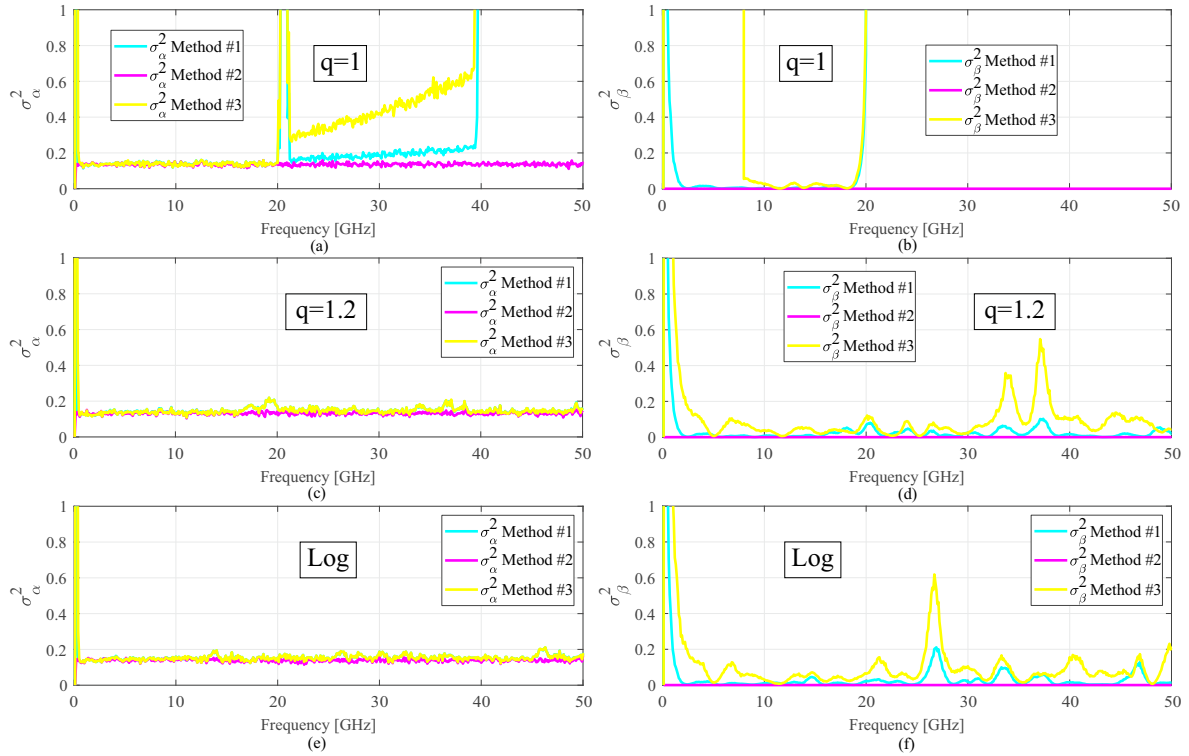 1
0.8
0.6
0.4
0.2
0
σ²α
σ²α Method #1
σ²α Method #2
σ²α Method #3
q=1
0 10 20 30 40 50
Frequency [GHz]
(a)
1
0.8
0.6
0.4
0.2
0
σ²β
q=1
σ²β Method #1
σ²β Method #2
σ²β Method #3
0 10 20 30 40 50
Frequency [GHz]
(b)
1
0.8
0.6
0.4
0.2
0
σ²α
q=1.2
σ²α Method #1
σ²α Method #2
σ²α Method #3
0 10 20 30 40 50
Frequency [GHz]
(c)
1
0.8
0.6
0.4
0.2
0
σ²β
σ²β Method #1
σ²β Method #2
σ²β Method #3
q=1.2
0 10 20 30 40 50
Frequency [GHz]
(d)
1
0.8
0.6
0.4
0.2
0
σ²α
Log
σ²α Method #1
σ²α Method #2
σ²α Method #3
0 10 20 30 40 50
Frequency [GHz]
(e)
1
0.8
0.6
0.4
0.2
0
σ²β
Log
σ²β Method #1
σ²β Method #2
σ²β Method #3
0 10 20 30 40 50
Frequency [GHz]
(f)